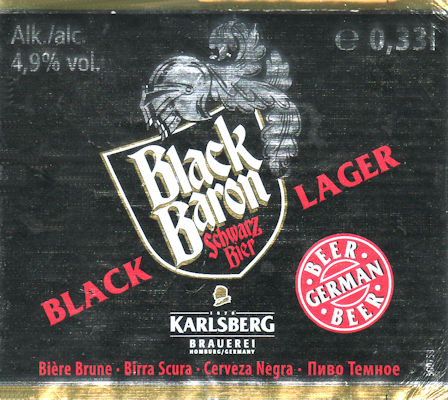 Alk./alc.
4,9% vol.
℮ 0,33l
Black
Baron
Schwarz
Bier
BLACK LAGER
BEER
GERMAN
BEER
1878
KARLSBERG
BRAUEREI
HOMBURG/GERMANY
Bière Brune · Birra Scura · Cerveza Negra · Пиво Темное